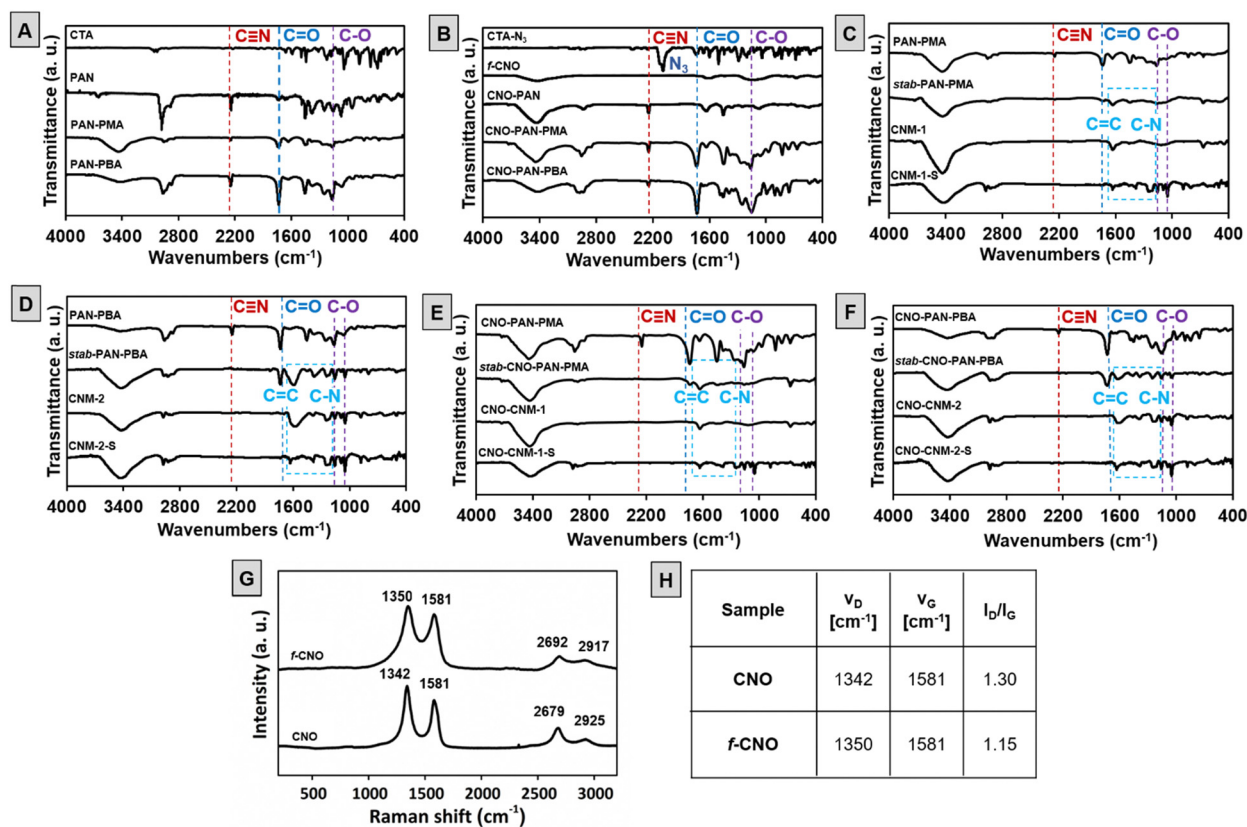 A
Transmittance (a. u.)
CTA
PAN
PAN-PMA
PAN-PBA
C≡N
C=O
C-O
4000 2800 1600 1000 400
Wavenumbers (cm⁻¹)
B
Transmittance (a. u.)
CTA-N₃
f-CNO
CNO-PAN
CNO-PAN-PMA
CNO-PAN-PBA
C≡N
C=O
C-O
N₃
4000 3400 2200 1600 1000 400
Wavenumbers (cm⁻¹)
C
Transmittance (a. u.)
PAN-PMA
stab-PAN-PMA
CNM-1
CNM-1-S
C≡N
C=O
C-O
C=C
C-N
4000 3400 2200 1600 1000 400
Wavenumbers (cm⁻¹)
D
Transmittance (a. u.)
PAN-PBA
stab-PAN-PBA
CNM-2
CNM-2-S
C≡N
C=O
C-O
C=C
C-N
4000 3400 2800 2200 1600 1000 400
Wavenumbers (cm⁻¹)
E
Transmittance (a. u.)
CNO-PAN-PMA
stab-CNO-PAN-PMA
CNO-CNM-1
CNO-CNM-1-S
C≡N
C=O
C-O
C=C
C-N
4000 3400 2200 1600 1000 400
Wavenumbers (cm⁻¹)
F
Transmittance (a. u.)
CNO-PAN-PBA
stab-CNO-PAN-PBA
CNO-CNM-2
CNO-CNM-2-S
C≡N
C=O
C-O
C=C
C-N
4000 3400 2800 2200 1600 1000 400
Wavenumbers (cm⁻¹)
G
Intensity (a. u.)
1350 1581
2692 2917
f-CNO
1342 1581
2679 2925
CNO
500 1000 1500 2000 2500 3000
Raman shift (cm⁻¹)
H
Sample ν_D [cm⁻¹] ν_G [cm⁻¹] I_D/I_G
CNO 1342 1581 1.30
f-CNO 1350 1581 1.15